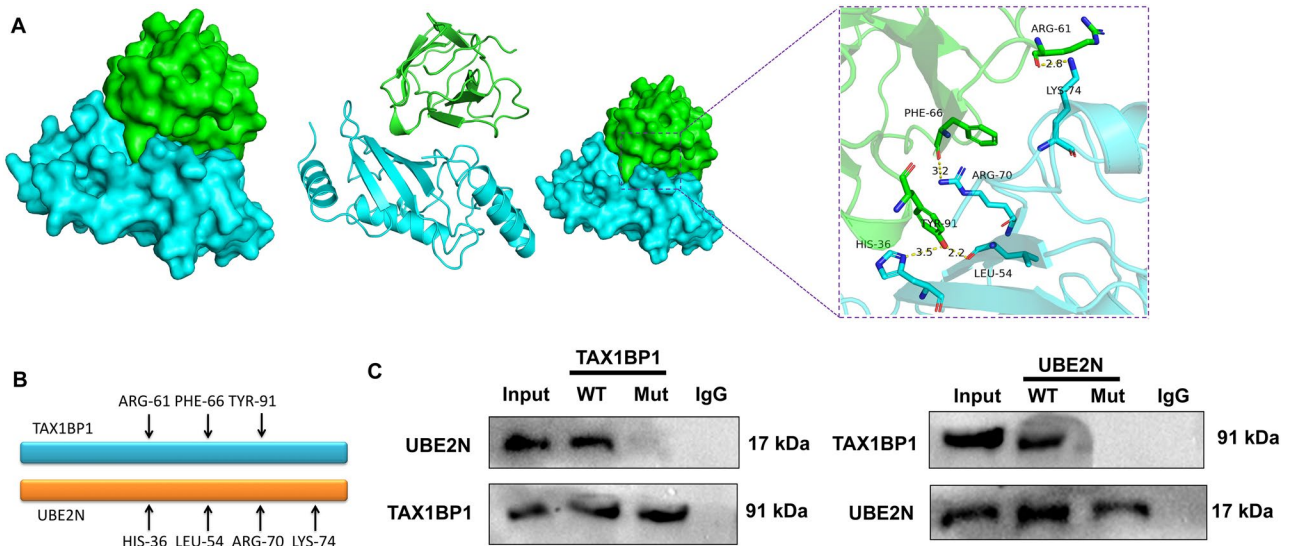 A
ARG-61
2.8
LYS-74
PHE-66
3.2
ARG-70
TYR-91
HIS-36
3.5
2.2
LEU-54
B
ARG-61 PHE-66 TYR-91
TAX1BP1
UBE2N
HIS-36 LEU-54 ARG-70 LYS-74
C
TAX1BP1
Input WT Mut IgG
UBE2N 17 kDa
TAX1BP1 91 kDa
UBE2N
Input WT Mut IgG
TAX1BP1 91 kDa
UBE2N 17 kDa